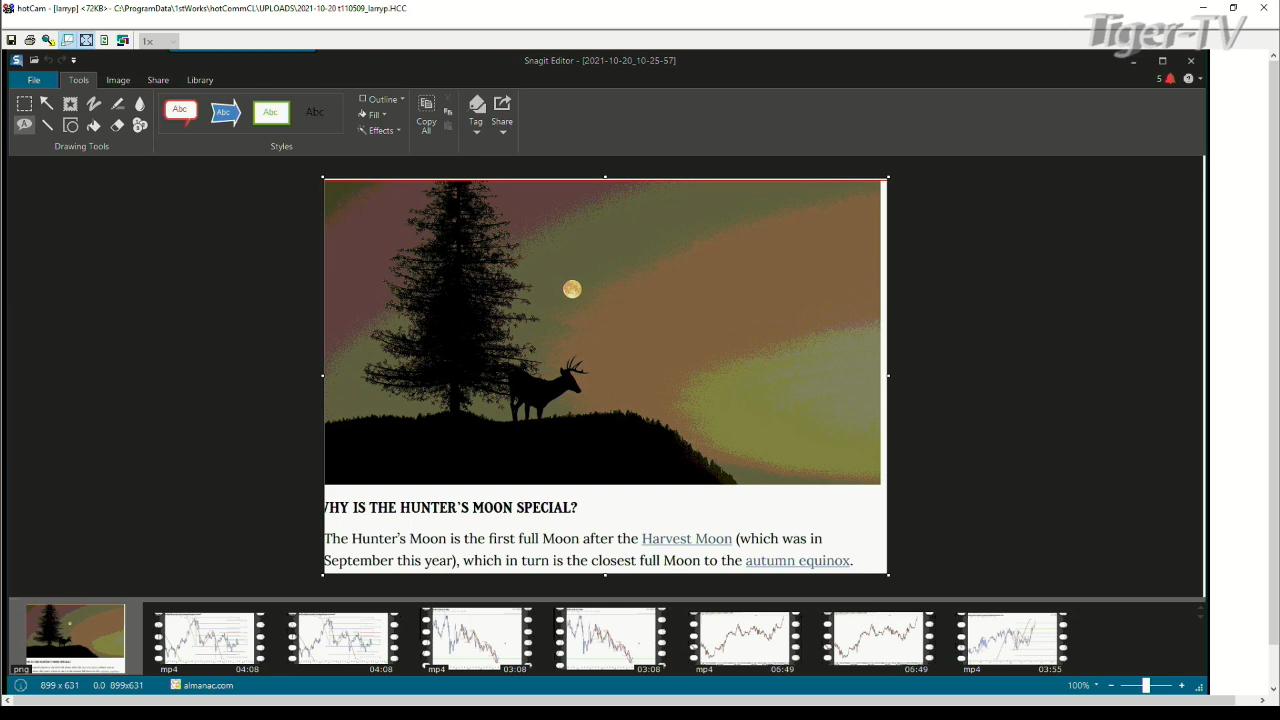 hotCam - [larryp] <72KB> - C:\ProgramData\1stWorks\hotCommCL\UPLOADS\2021-10-20 t110509_larryp.HCC
Tiger-TV
1x
Snagit Editor - [2021-10-20_10-25-57]
File Tools Image Share Library
5
Abc Abc Abc Abc
Outline
Fill
Effects
Copy All
Tag
Share
Drawing Tools
Styles
WHY IS THE HUNTER'S MOON SPECIAL?
The Hunter's Moon is the first full Moon after the Harvest Moon (which was in
September this year), which in turn is the closest full Moon to the autumn equinox.
png mp4 04:08 04:08 mp4 03:08 03:08 mp4 06:49 06:49 mp4 03:55
899 x 631 0,0 899x631 almanac.com 100%